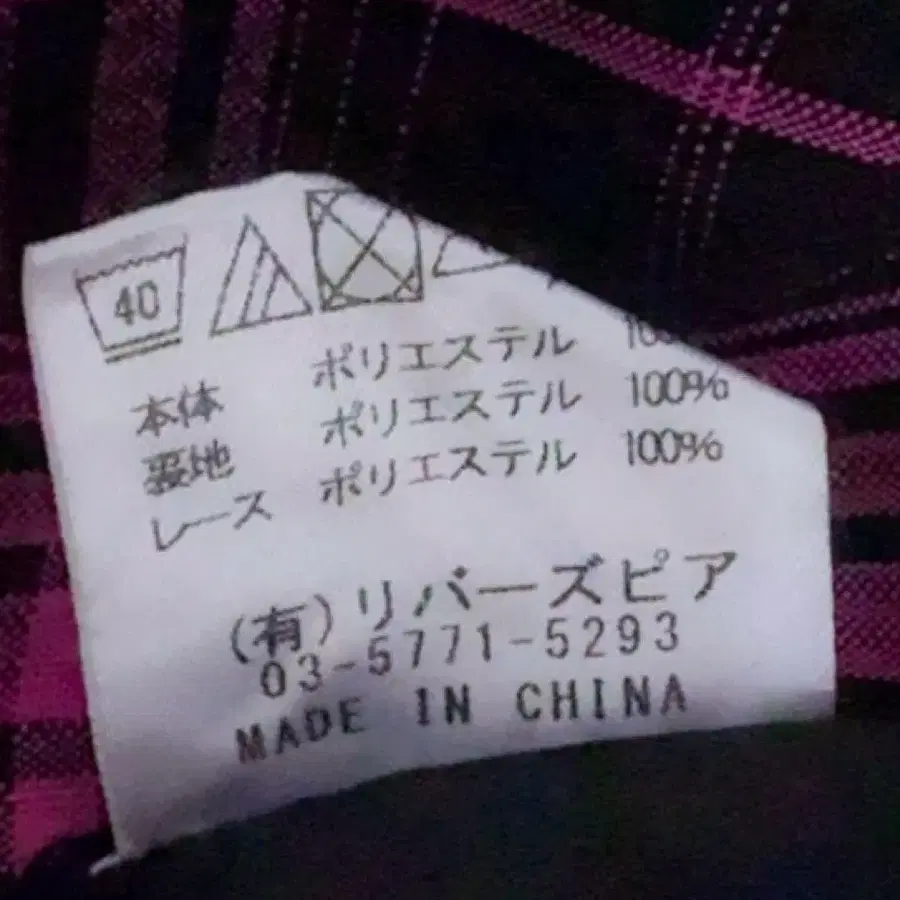 40
本体 ポリエステル 100
裏地 ポリエステル 100%
レース ポリエステル 100%
(有)リバーズピア
03-5771-5293
MADE IN CHINA